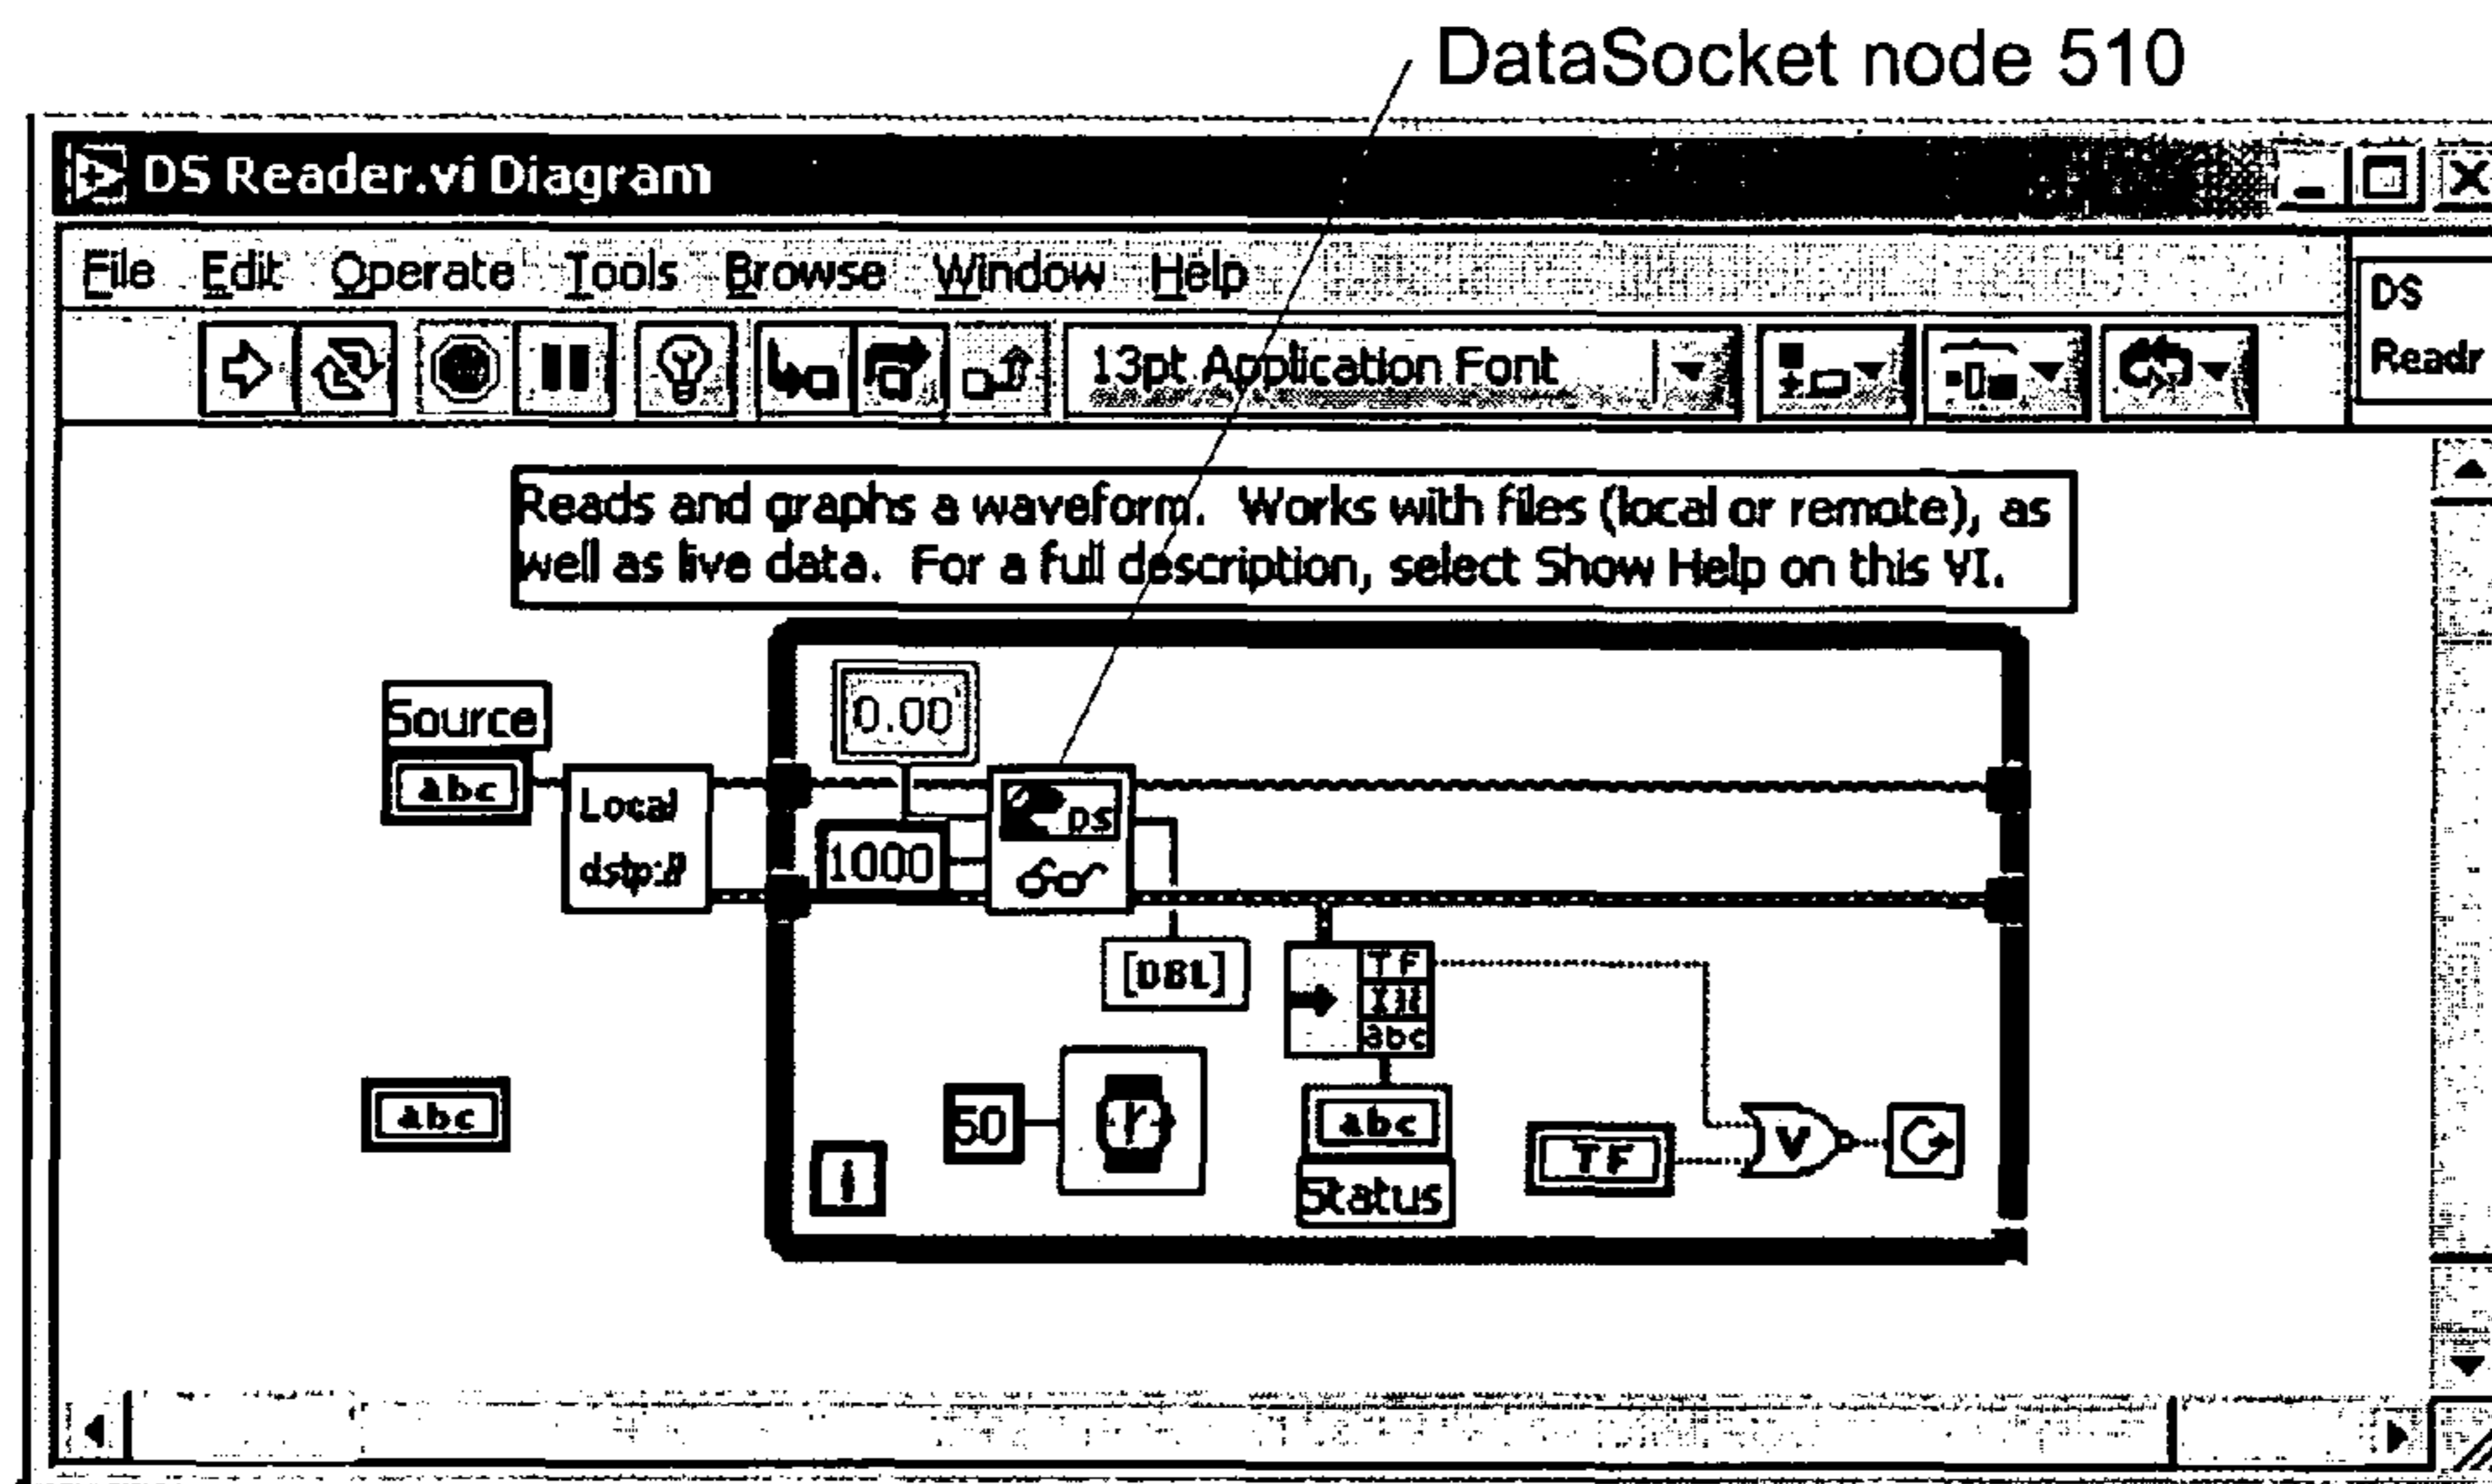 DataSocket node 510
DS Reader.vi Diagram
File Edit Operate Tools Browse Window Help
DS
Readr
13pt Application Font
Reads and graphs a waveform. Works with files (local or remote), as
well as live data. For a full description, select Show Help on this VI.
0.00
Source
abc
Local
dstp://
DS
1000
[DBL]
TF
abc
abc
50
abc
TF
V
i
Status